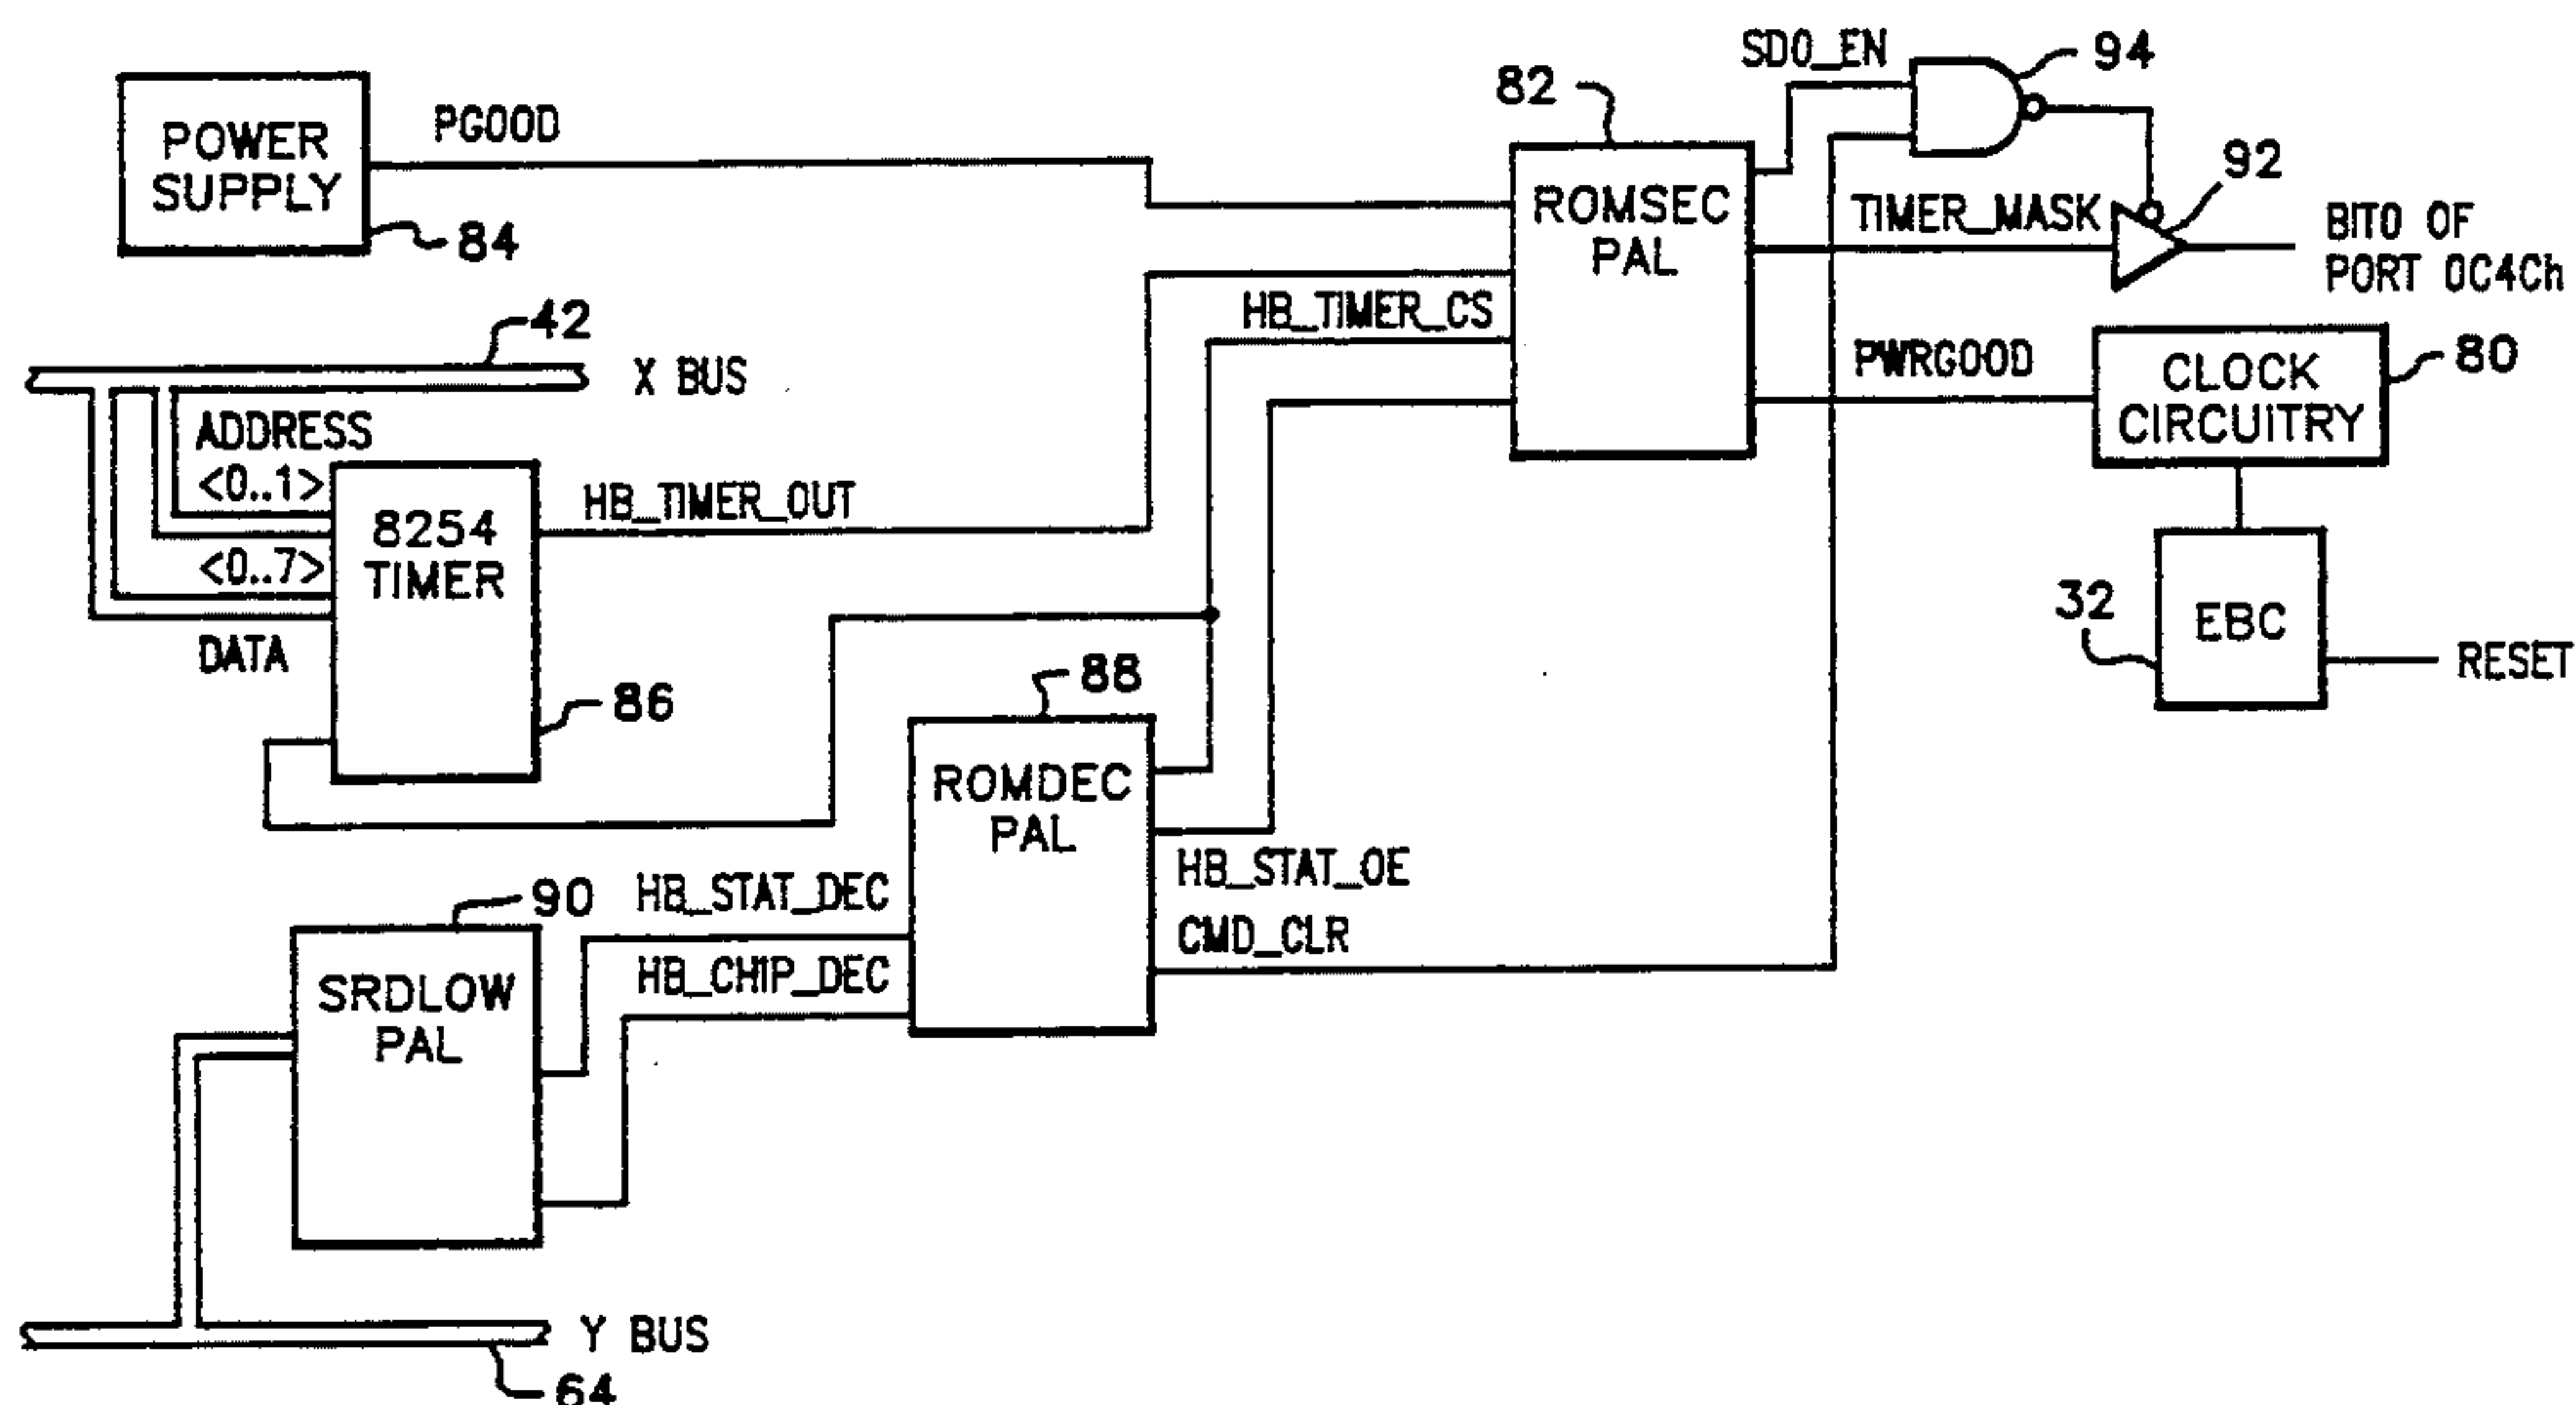 SD0_EN
94
82
PGOOD
POWER
SUPPLY
84
ROMSEC
PAL
92
TIMER_MASK
BIT0 OF
PORT 0C4Ch
42
X BUS
HB_TIMER_CS
PWRGOOD
CLOCK
CIRCUITRY
80
ADDRESS
<0..1>
8254
TIMER
HB_TIMER_OUT
<0..7>
DATA
86
32
EBC
RESET
88
ROMDEC
PAL
HB_STAT_OE
CMD_CLR
90
HB_STAT_DEC
HB_CHIP_DEC
SRDLOW
PAL
Y BUS
64